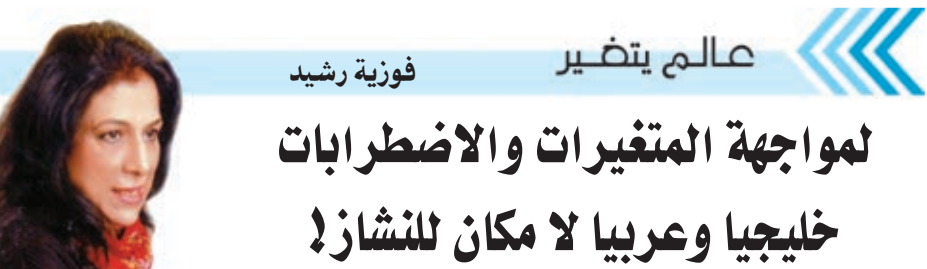 عالم يتغير
فوزية رشيد
لمواجهة المتغيرات والاضطرابات
خليجيا وعربيا لا مكان للنشاز!